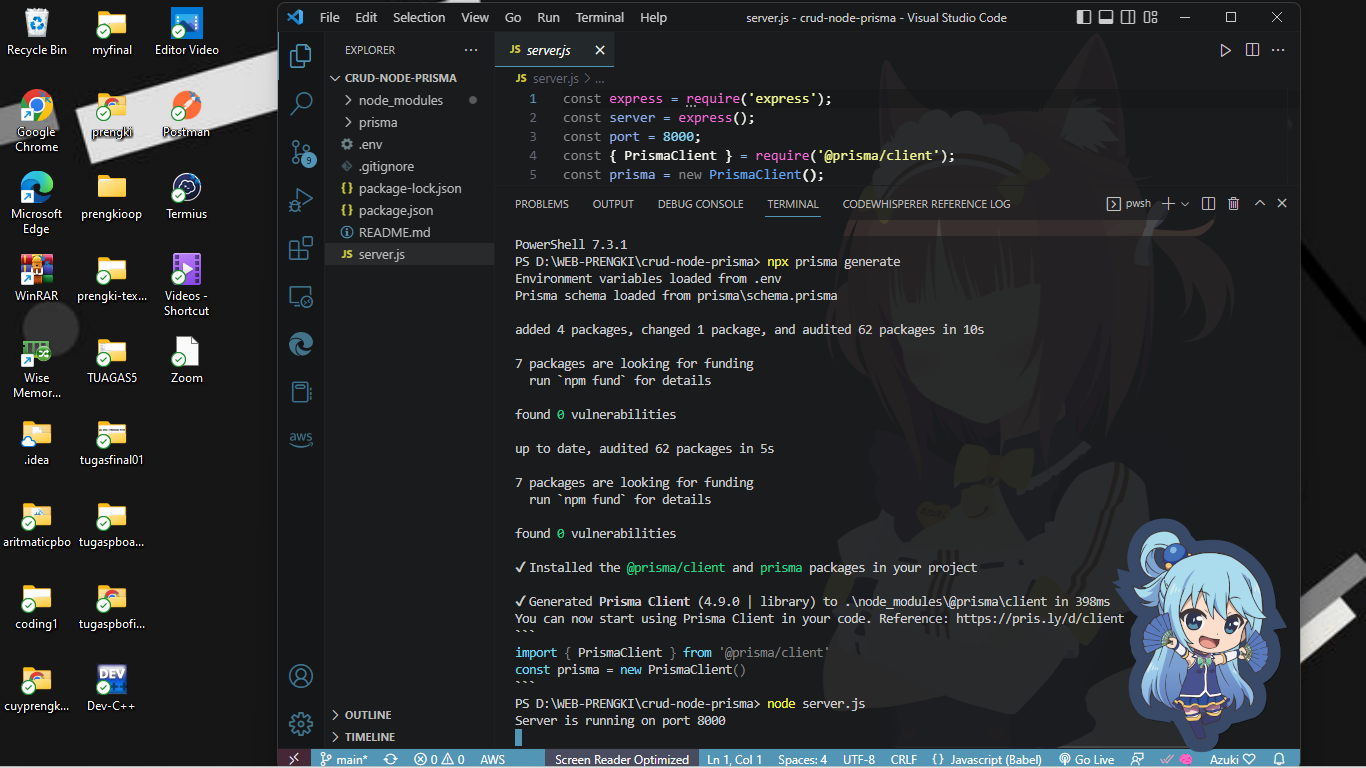 Recycle Bin
myfinal
Editor Video
Google Chrome
prengki
Postman
Microsoft Edge
prengkioop
Termius
WinRAR
prengki-tex...
Videos - Shortcut
Wise Memor...
TUAGAS5
Zoom
.idea
tugasfinal01
aritmaticpbo
tugaspboa...
coding1
tugaspbofi...
cuyprengk...
DEV
Dev-C++
File Edit Selection View Go Run Terminal Help
server.js - crud-node-prisma - Visual Studio Code
EXPLORER
CRUD-NODE-PRISMA
node_modules
prisma
.env
.gitignore
{} package-lock.json
{} package.json
README.md
JS server.js
9
aws
OUTLINE
TIMELINE
JS server.js
JS server.js > ...
1 const express = require('express');
2 const server = express();
3 const port = 8000;
4 const { PrismaClient } = require('@prisma/client');
5 const prisma = new PrismaClient();
PROBLEMS OUTPUT DEBUG CONSOLE TERMINAL CODEWHISPERER REFERENCE LOG
pwsh
PowerShell 7.3.1
PS D:\WEB-PRENGKI\crud-node-prisma> npx prisma generate
Environment variables loaded from .env
Prisma schema loaded from prisma\schema.prisma
added 4 packages, changed 1 package, and audited 62 packages in 10s
7 packages are looking for funding
run `npm fund` for details
found 0 vulnerabilities
up to date, audited 62 packages in 5s
7 packages are looking for funding
run `npm fund` for details
found 0 vulnerabilities
✓ Installed the @prisma/client and prisma packages in your project
✓ Generated Prisma Client (4.9.0 | library) to .\node_modules\@prisma\client in 398ms
You can now start using Prisma Client in your code. Reference: https://pris.ly/d/client
```
import { PrismaClient } from '@prisma/client'
const prisma = new PrismaClient()
```
PS D:\WEB-PRENGKI\crud-node-prisma> node server.js
Server is running on port 8000
main* 0 0 AWS Screen Reader Optimized Ln 1, Col 1 Spaces: 4 UTF-8 CRLF {} Javascript (Babel) Go Live Azuki ♡